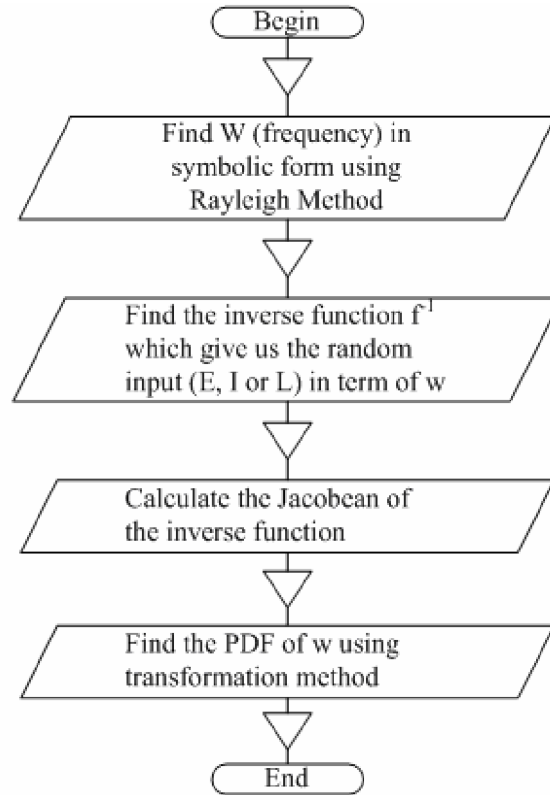 Begin
Find W (frequency) in
symbolic form using
Rayleigh Method
Find the inverse function f⁻¹
which give us the random
input (E, I or L) in term of w
Calculate the Jacobean of
the inverse function
Find the PDF of w using
transformation method
End